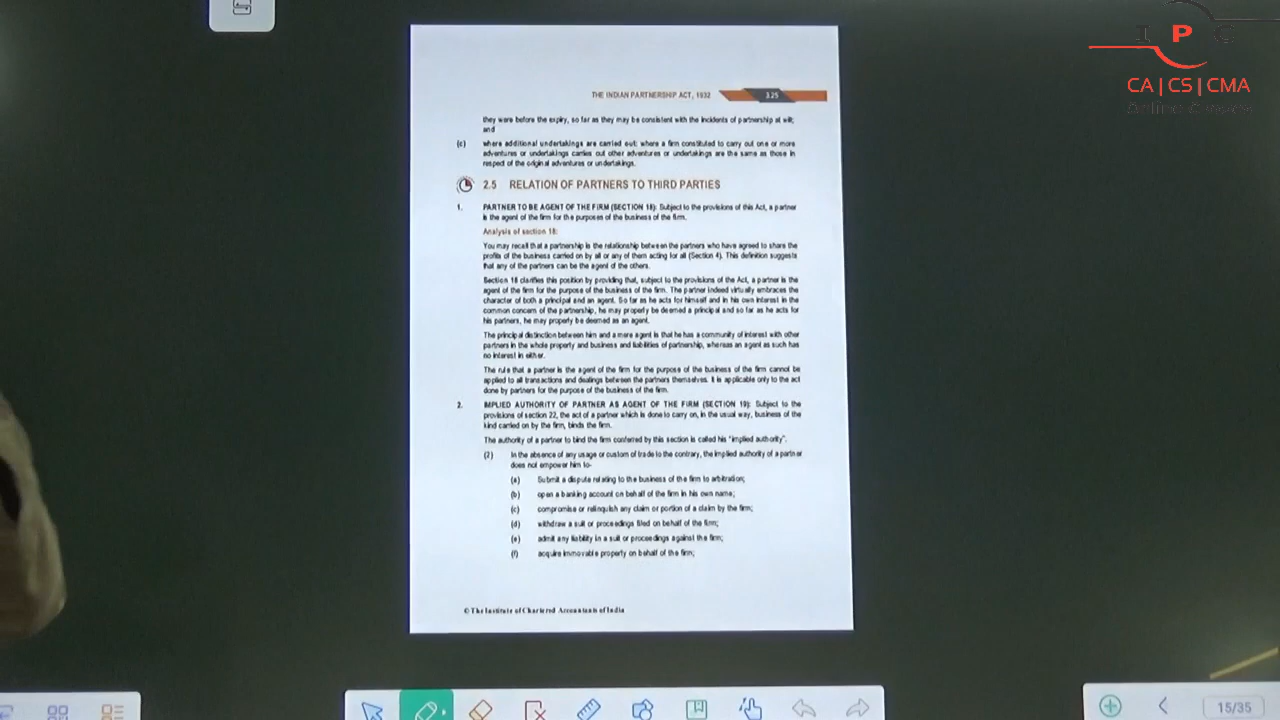 I P C
CA|CS|CMA
THE INDIAN PARTNERSHIP ACT, 1932
3.25
they were before the expiry, so far as they may be consistent with the incidents of partnership at will;
and
(c) where additional undertakings are carried out: where a firm constituted to carry out one or more
adventures or undertakings carries out other adventures or undertakings are the same as those in
respect of the original adventures or undertakings.
2.5 RELATION OF PARTNERS TO THIRD PARTIES
1. PARTNER TO BE AGENT OF THE FIRM (SECTION 18): Subject to the provisions of this Act, a partner
is the agent of the firm for the purposes of the business of the firm.
Analysis of section 18:
You may recall that a partnership is the relationship between the partners who have agreed to share the
profits of the business carried on by all or any of them acting for all (Section 4). This definition suggests
that any of the partners can be the agent of the others.
Section 18 clarifies this position by providing that, subject to the provisions of the Act, a partner is the
agent of the firm for the purpose of the business of the firm. The partner indeed virtually embraces the
character of both a principal and an agent. So far as he acts for himself and in his own interest in the
common concern of the partnership, he may properly be deemed a principal and so far as he acts for
his partners, he may properly be deemed as an agent.
The principal distinction between him and a mere agent is that he has a community of interest with other
partners in the whole property and business and liabilities of partnership, whereas an agent as such has
no interest in either.
The rule that a partner is the agent of the firm for the purpose of the business of the firm cannot be
applied to all transactions and dealings between the partners themselves. It is applicable only to the act
done by partners for the purpose of the business of the firm.
2. IMPLIED AUTHORITY OF PARTNER AS AGENT OF THE FIRM (SECTION 19): Subject to the
provisions of section 22, the act of a partner which is done to carry on, in the usual way, business of the
kind carried on by the firm, binds the firm.
The authority of a partner to bind the firm conferred by this section is called his "implied authority".
(2) In the absence of any usage or custom of trade to the contrary, the implied authority of a partner
does not empower him to-
(a) Submit a dispute relating to the business of the firm to arbitration;
(b) open a banking account on behalf of the firm in his own name;
(c) compromise or relinquish any claim or portion of a claim by the firm;
(d) withdraw a suit or proceedings filed on behalf of the firm;
(e) admit any liability in a suit or proceedings against the firm;
(f) acquire immovable property on behalf of the firm;
© The Institute of Chartered Accountants of India
15/35